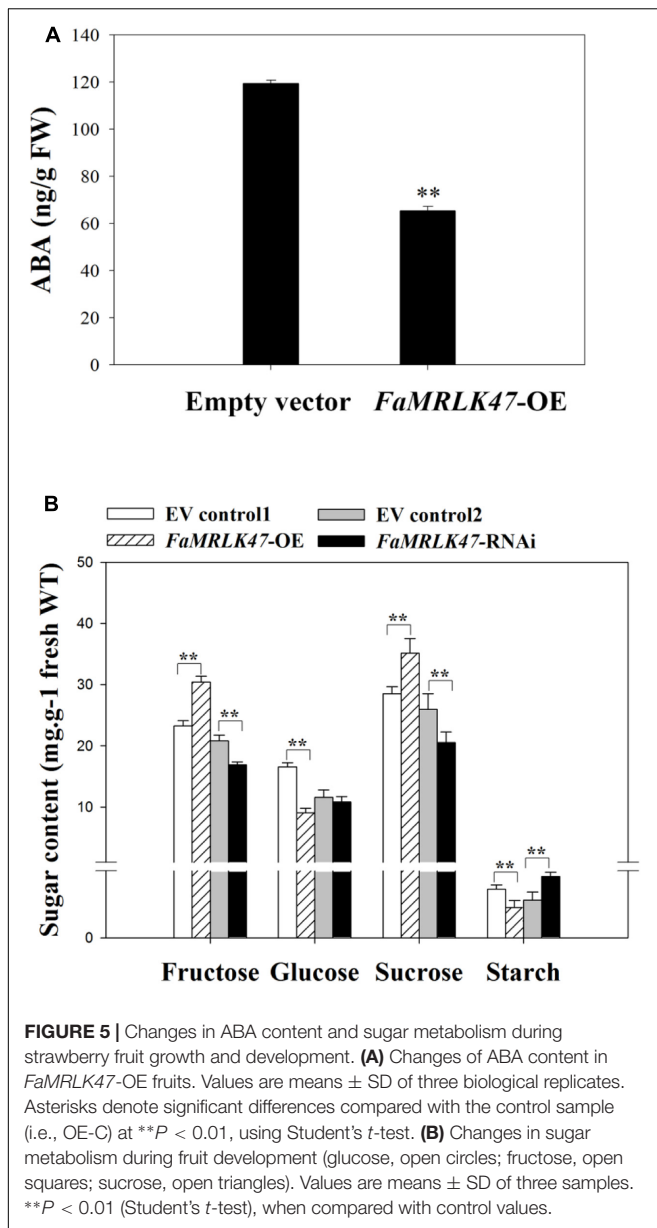 A
ABA (ng/g FW)
140
120
100
80
60
40
20
0
**
Empty vector FaMRLK47-OE
B
EV control1 EV control2
FaMRLK47-OE FaMRLK47-RNAi
Sugar content (mg.g-1 fresh WT)
50
40
30
20
10
0
** ** ** ** ** ** **
Fructose Glucose Sucrose Starch
FIGURE 5 | Changes in ABA content and sugar metabolism during
strawberry fruit growth and development. (A) Changes of ABA content in
FaMRLK47-OE fruits. Values are means ± SD of three biological replicates.
Asterisks denote significant differences compared with the control sample
(i.e., OE-C) at **P < 0.01, using Student's t-test. (B) Changes in sugar
metabolism during fruit development (glucose, open circles; fructose, open
squares; sucrose, open triangles). Values are means ± SD of three samples.
**P < 0.01 (Student's t-test), when compared with control values.